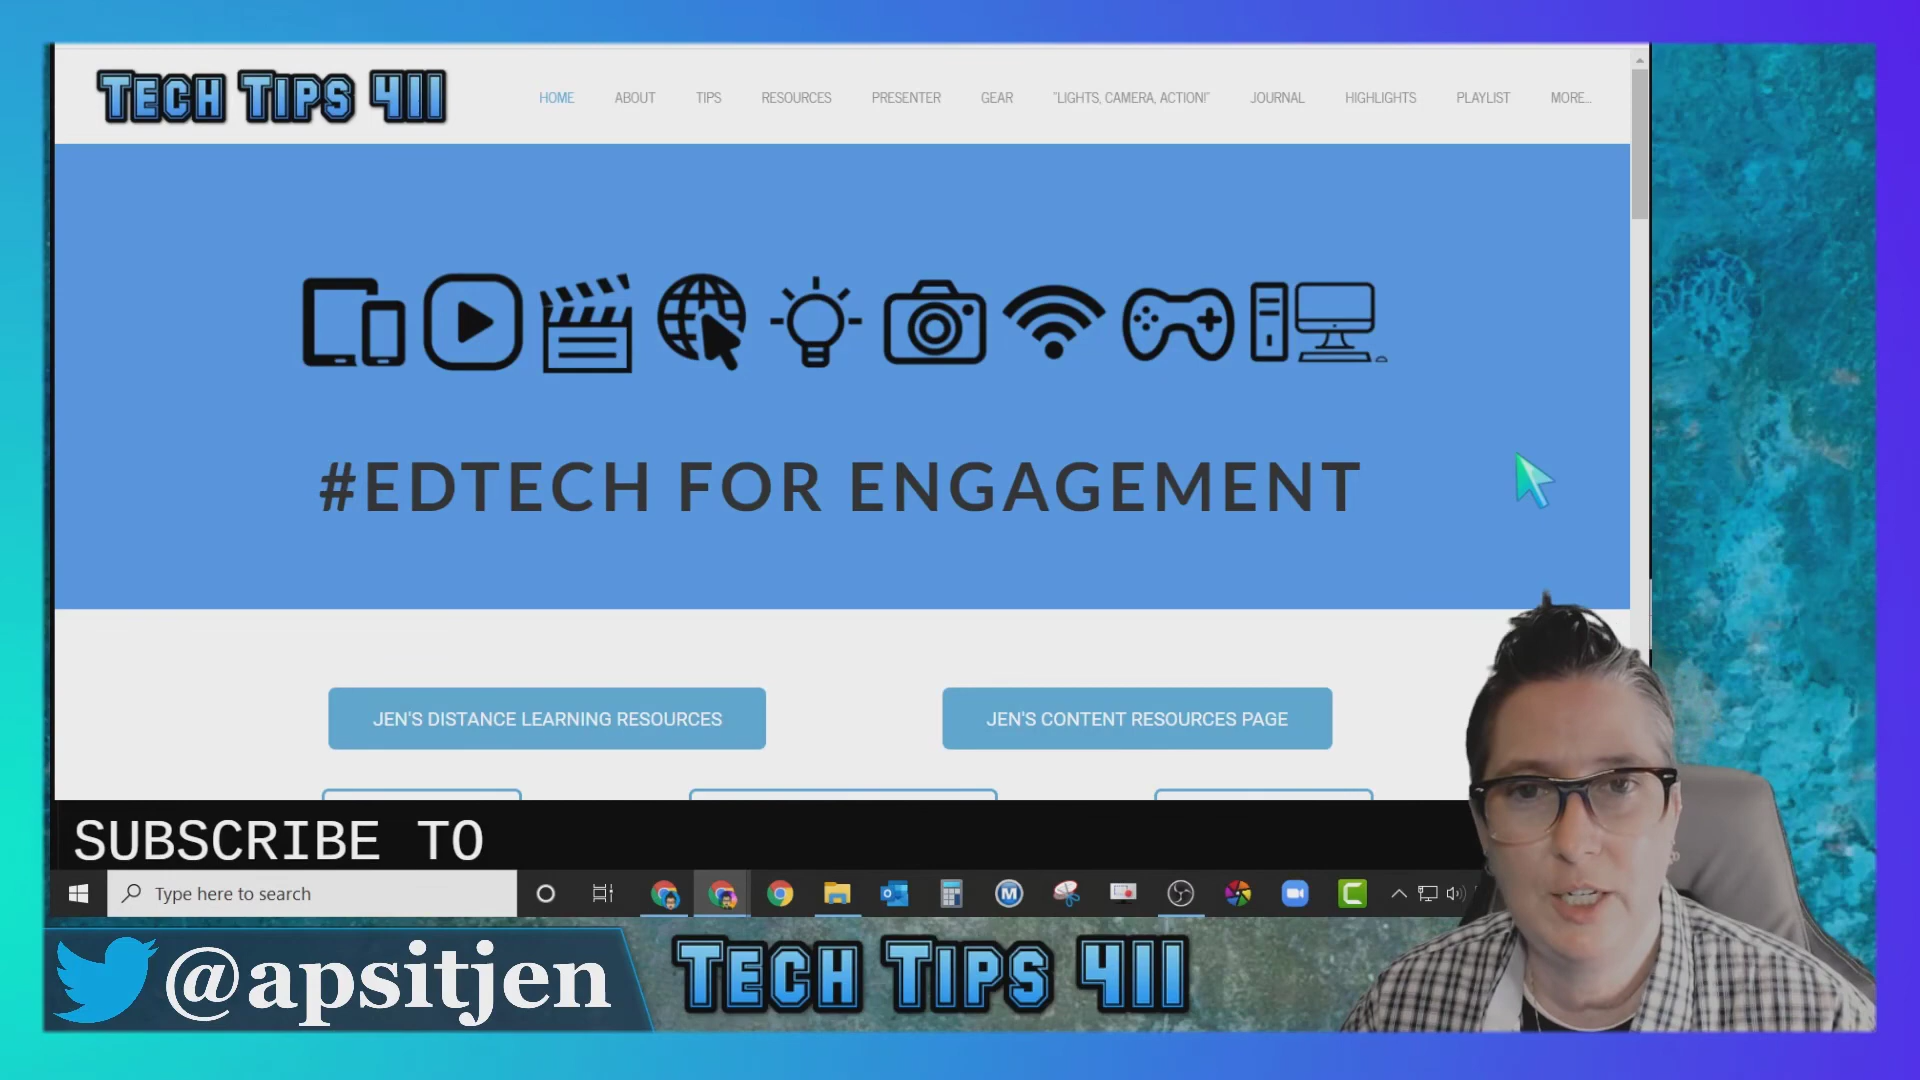 TECH TIPS 411
HOME ABOUT TIPS RESOURCES PRESENTER GEAR "LIGHTS, CAMERA, ACTION!" JOURNAL HIGHLIGHTS PLAYLIST MORE...
#EDTECH FOR ENGAGEMENT
JEN'S DISTANCE LEARNING RESOURCES
JEN'S CONTENT RESOURCES PAGE
SUBSCRIBE TO
Type here to search
M
C
@apsitjen
TECH TIPS 411